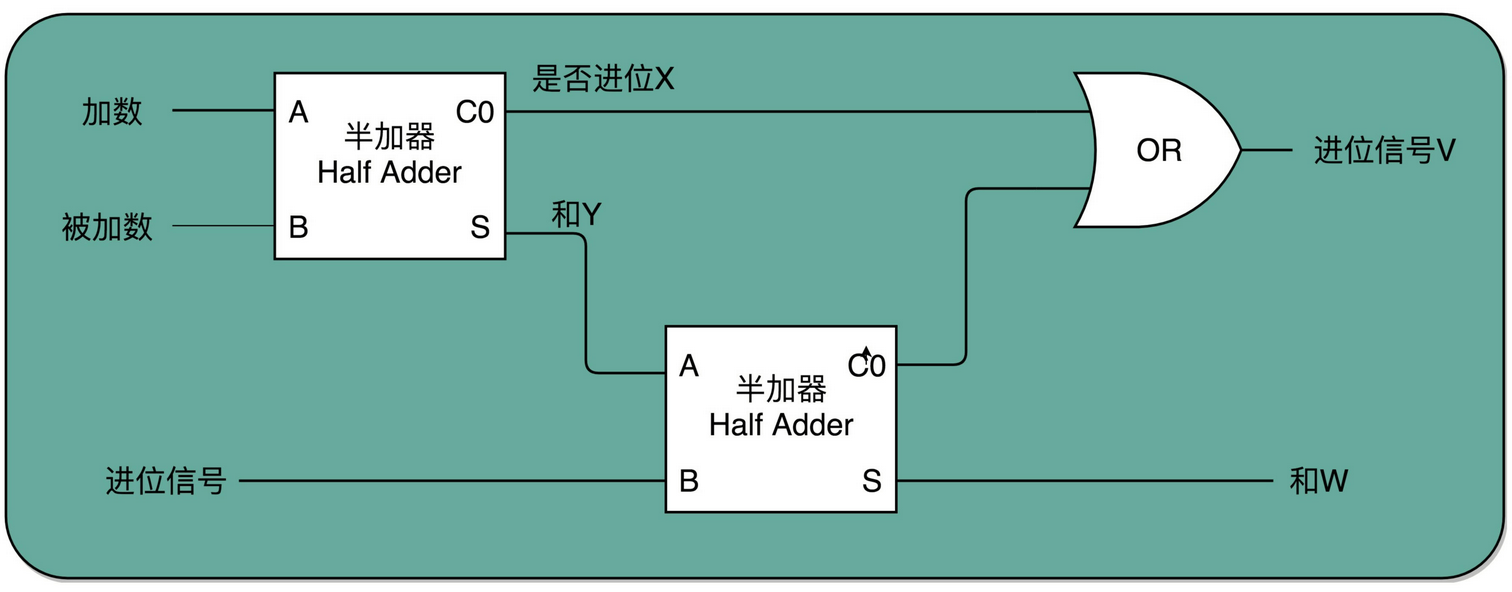 是否进位X
加数
A
C0
半加器
Half Adder
OR
进位信号V
被加数
B
S
和Y
A
C0
半加器
Half Adder
进位信号
B
S
和W